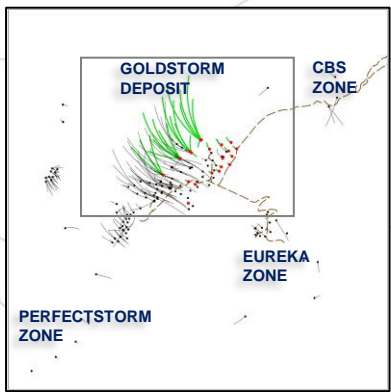 GOLDSTORM
DEPOSIT
CBS
ZONE
EUREKA
ZONE
PERFECTSTORM
ZONE